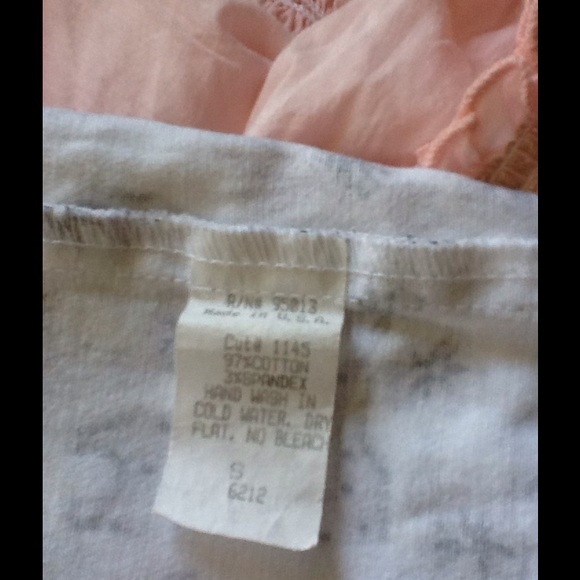 R/N# 95013
Made in U.S.A.
Cut# 1145
97%COTTON
3%SPANDEX
HAND WASH IN
COLD WATER. DRY
FLAT. NO BLEACH
S
6212